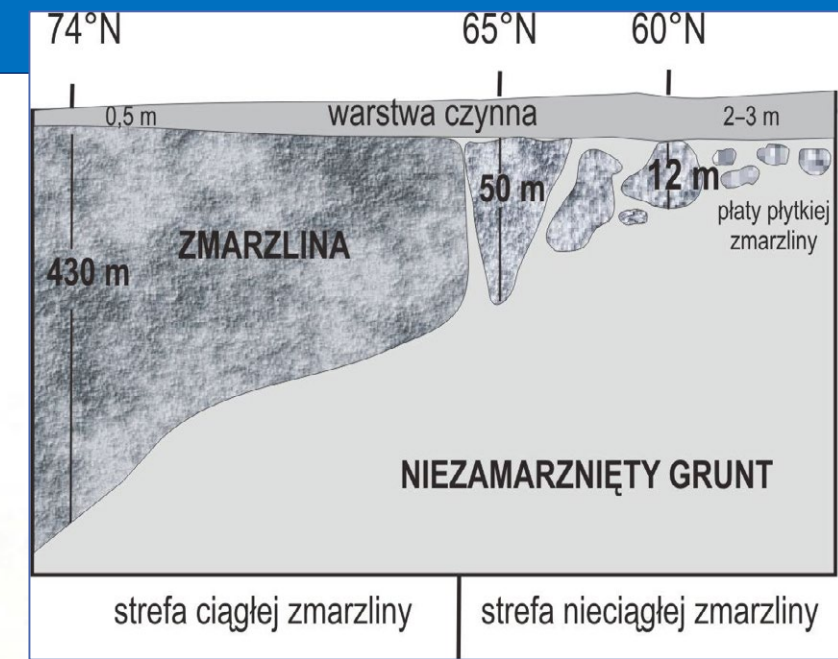 74°N 65°N 60°N
0,5 m warstwa czynna 2–3 m
50 m 12 m
płaty płytkiej
zmarzliny
ZMARZLINA
430 m
NIEZAMARZNIĘTY GRUNT
strefa ciągłej zmarzliny strefa nieciągłej zmarzliny